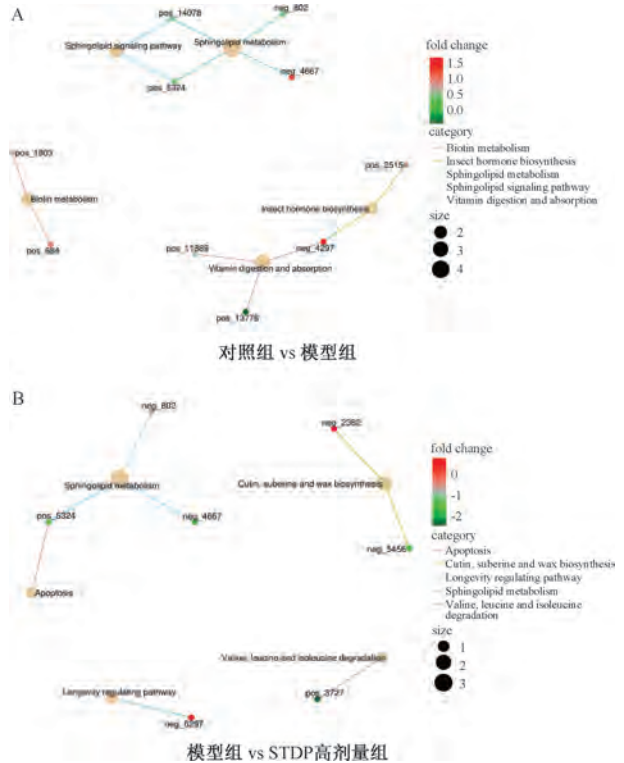 A
pos_14078
neg_802
Sphingolipid signaling pathway
Sphingolipid metabolism
pos_5324
neg_4667
fold change
1.5
1.0
0.5
0.0
category
Biotin metabolism
Insect hormone biosynthesis
Sphingolipid metabolism
Sphingolipid signaling pathway
Vitamin digestion and absorption
size
2
3
4
pos_1803
Biotin metabolism
pos_684
pos_2515
Insect hormone biosynthesis
pos_11869
neg_4297
Vitamin digestion and absorption
pos_13778
对照组 vs 模型组
B
neg_802
Sphingolipid metabolism
pos_5324
neg_4667
Apoptosis
neg_2382
Cutin, suberine and wax biosynthesis
neg_5456
fold change
0
-1
-2
category
Apoptosis
Cutin, suberine and wax biosynthesis
Longevity regulating pathway
Sphingolipid metabolism
Valine, leucine and isoleucine
degradation
size
1
2
3
Longevity regulating pathway
neg_6297
Valine, leucine and isoleucine degradation
pos_3727
模型组 vs STDP高剂量组